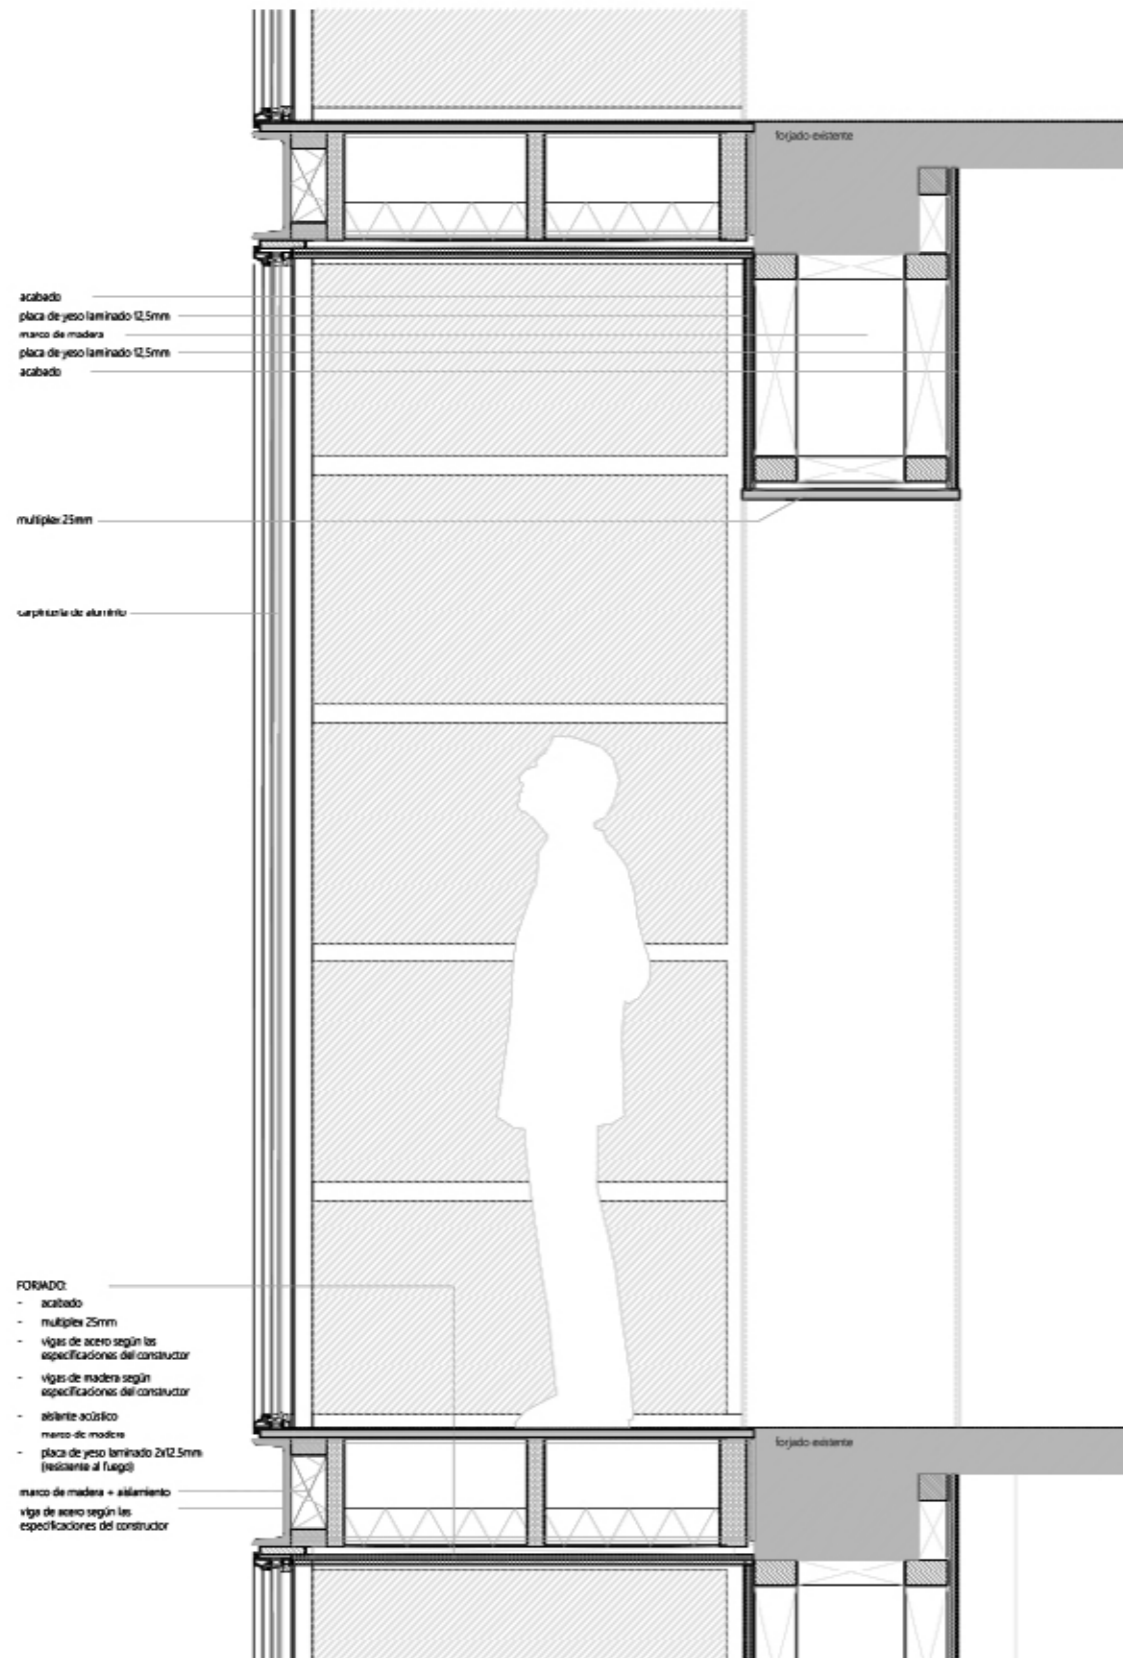 forjado existente
acabado
placa de yeso laminado 12,5mm
marco de madera
placa de yeso laminado 12,5mm
acabado
multiplex 25mm
carpintería de aluminio
FORJADO:
- acabado
- multiplex 25mm
- vigas de acero según las
especificaciones del constructor
- vigas de madera según
especificaciones del constructor
- aislante acústico
marco de madera
- placa de yeso laminado 2x12.5mm
(resistente al fuego)
marco de madera + aislamiento
viga de acero según las
especificaciones del constructor
forjado existente